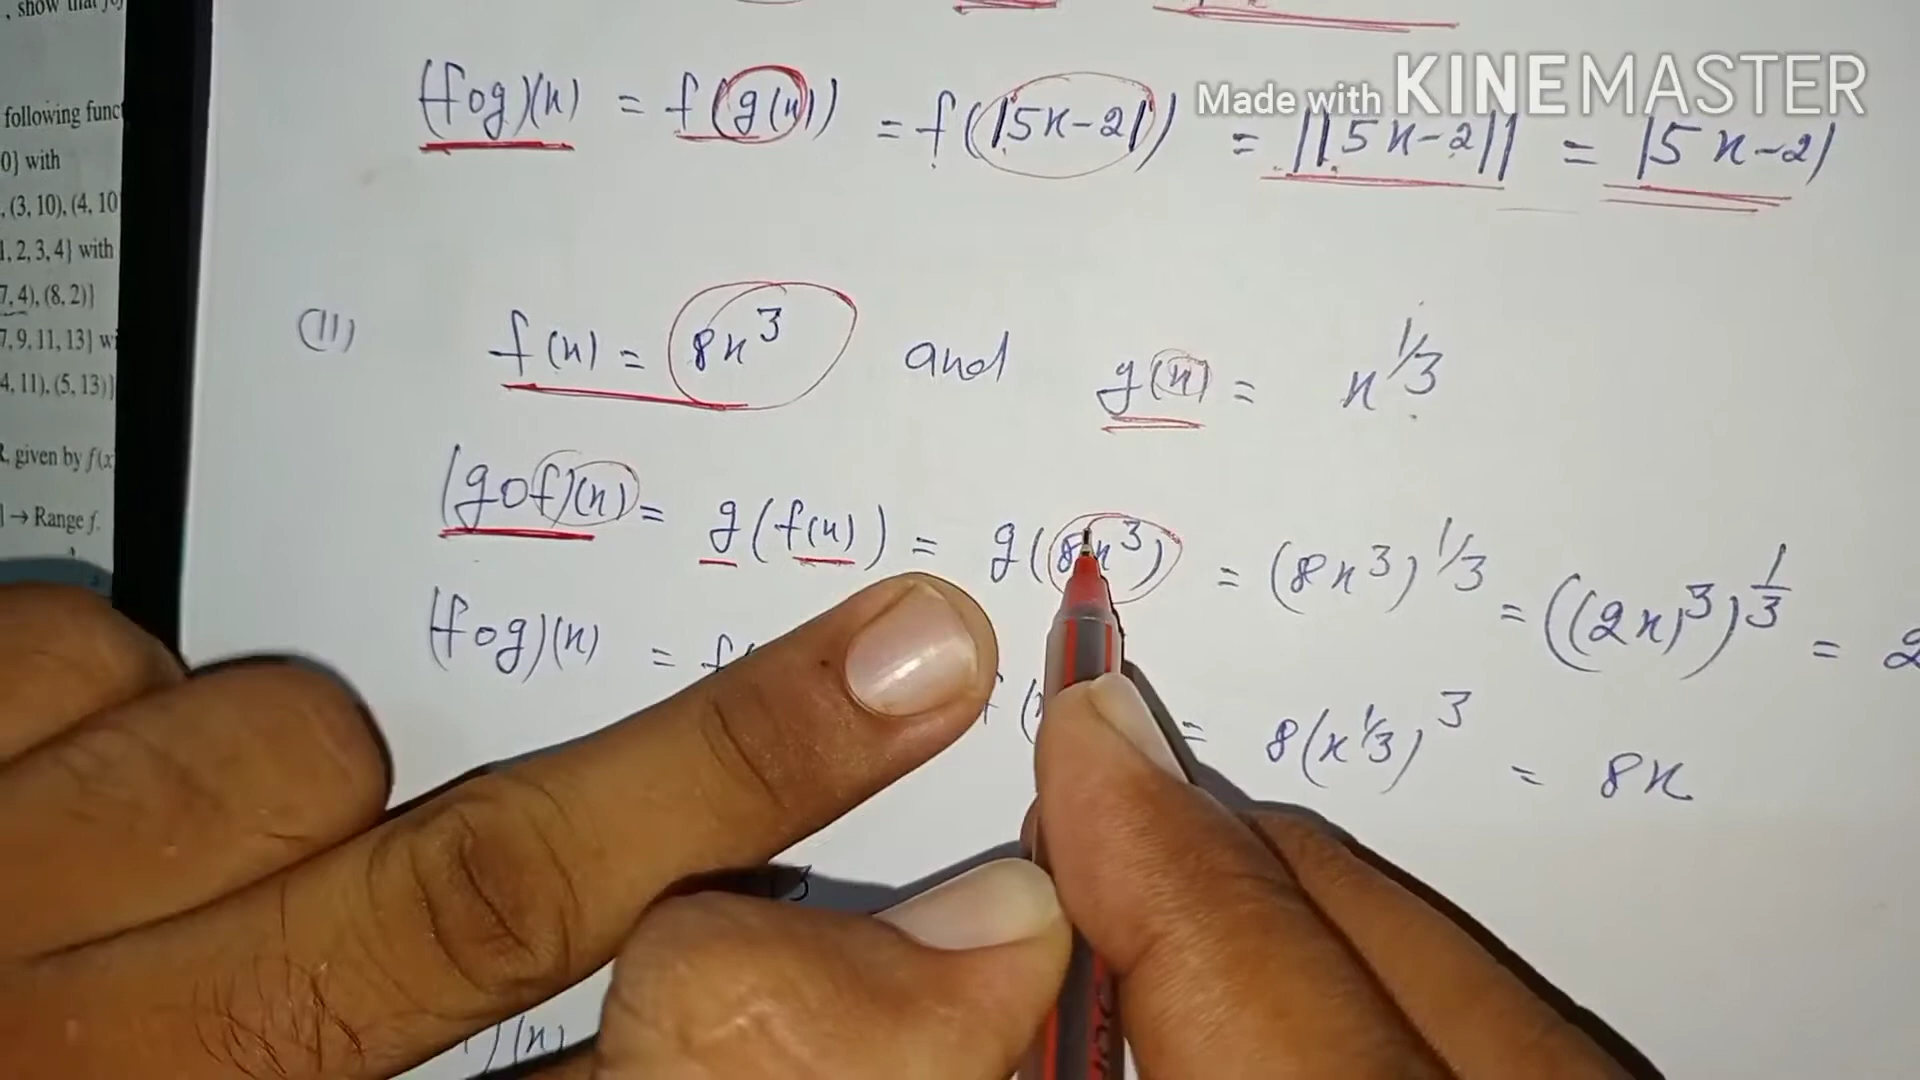 , show that
Made with KINEMASTER
(fog)(x) = f(g(x)) = f(|5x-2|) = ||5x-2|| = |5x-2|
following funct
0} with
, (3, 10), (4, 10
1, 2, 3, 4} with
7, 4), (8, 2)}
7, 9, 11, 13} wi
4, 11), (5, 13)}
R, given by f(x
] → Range f.
(11) f(x) = 8x³ and g(x) = x^1/3
(gof)(x) = g(f(x)) = g(8x³) = (8x³)^1/3 = ((2x)³)^1/3 = 2
(fog)(x) = f = 8(x^1/3)³ = 8x
(x)